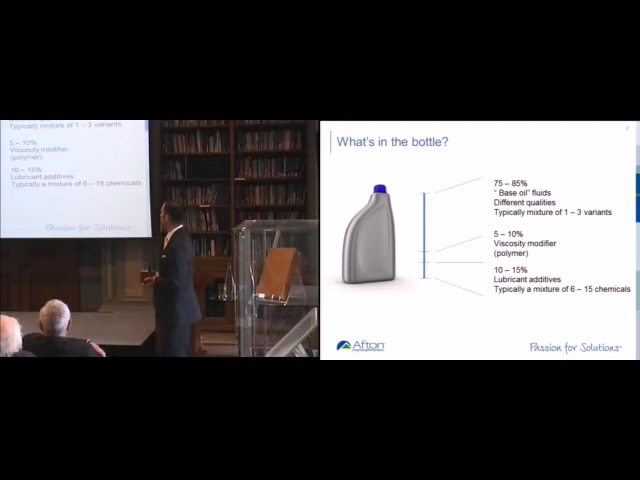 Typically mixture of 1 – 3 variants
5 – 10%
Viscosity modifier
(polymer)
10 – 15%
Lubricant additives
Typically a mixture of 6 – 15 chemicals
Passion for Solutions
What's in the bottle?
75 – 85%
" Base oil" fluids
Different qualities
Typically mixture of 1 – 3 variants
5 – 10%
Viscosity modifier
(polymer)
10 – 15%
Lubricant additives
Typically a mixture of 6 – 15 chemicals
Afton
Passion for Solutions